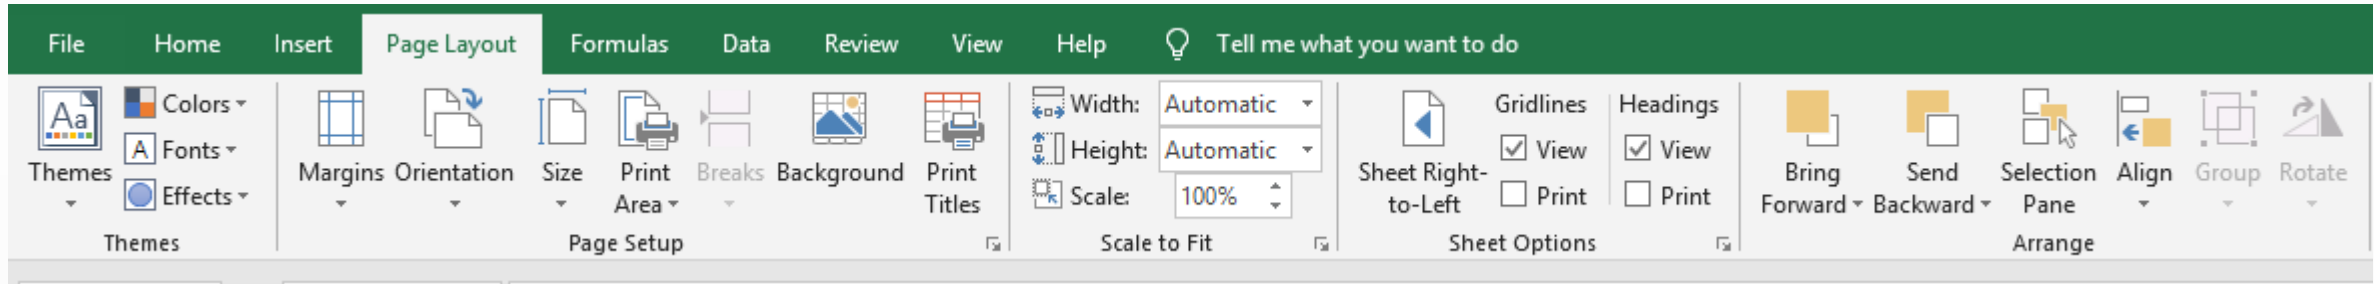 File Home Insert Page Layout Formulas Data Review View Help Tell me what you want to do
Aa
Themes
Colors
A Fonts
Effects
Themes
Margins
Orientation
Size
Print
Area
Breaks
Background
Print
Titles
Page Setup
Width: Automatic
Height: Automatic
Scale: 100%
Scale to Fit
Sheet Right-
to-Left
Gridlines
View
Print
Headings
View
Print
Sheet Options
Bring
Forward
Send
Backward
Selection
Pane
Align
Group
Rotate
Arrange